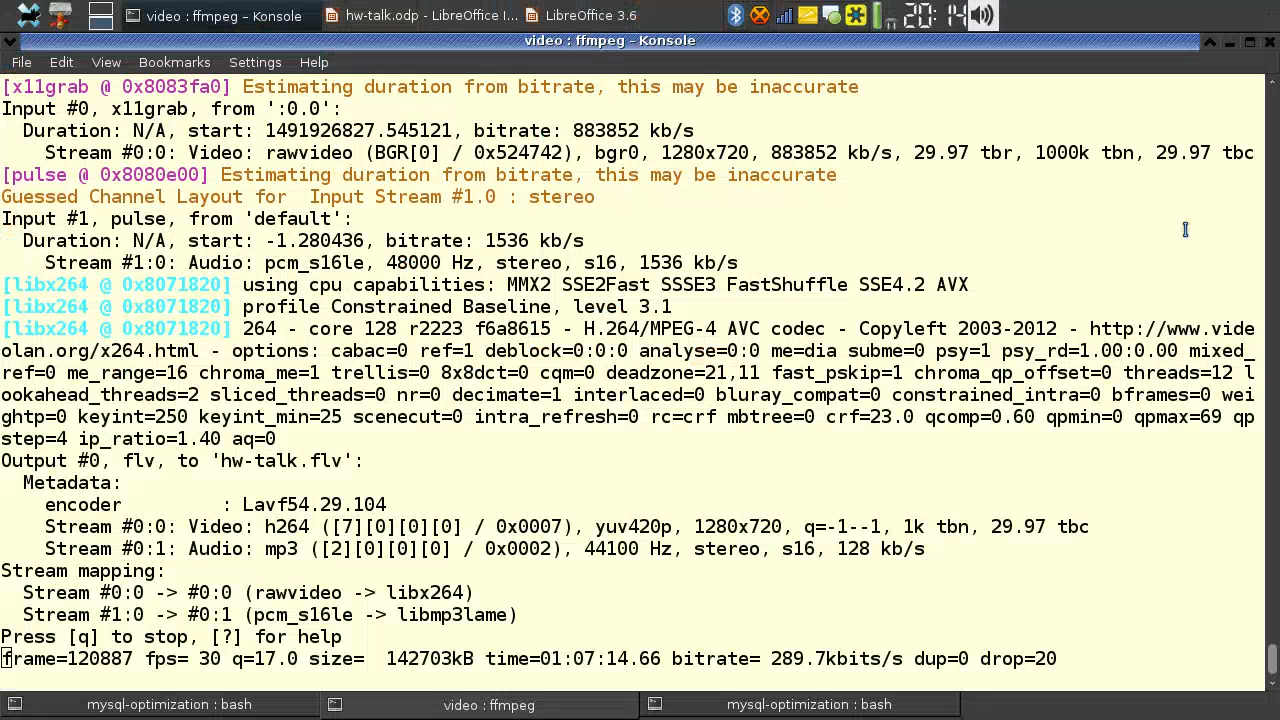 video : ffmpeg – Konsole
hw-talk.odp - LibreOffice I...
LibreOffice 3.6
20:14
video : ffmpeg – Konsole
File Edit View Bookmarks Settings Help
[x11grab @ 0x8083fa0] Estimating duration from bitrate, this may be inaccurate
Input #0, x11grab, from ':0.0':
Duration: N/A, start: 1491926827.545121, bitrate: 883852 kb/s
Stream #0:0: Video: rawvideo (BGR[0] / 0x524742), bgr0, 1280x720, 883852 kb/s, 29.97 tbr, 1000k tbn, 29.97 tbc
[pulse @ 0x8080e00] Estimating duration from bitrate, this may be inaccurate
Guessed Channel Layout for  Input Stream #1.0 : stereo
Input #1, pulse, from 'default':
Duration: N/A, start: -1.280436, bitrate: 1536 kb/s
Stream #1:0: Audio: pcm_s16le, 48000 Hz, stereo, s16, 1536 kb/s
[libx264 @ 0x8071820] using cpu capabilities: MMX2 SSE2Fast SSSE3 FastShuffle SSE4.2 AVX
[libx264 @ 0x8071820] profile Constrained Baseline, level 3.1
[libx264 @ 0x8071820] 264 - core 128 r2223 f6a8615 - H.264/MPEG-4 AVC codec - Copyleft 2003-2012 - http://www.vide
olan.org/x264.html - options: cabac=0 ref=1 deblock=0:0:0 analyse=0:0 me=dia subme=0 psy=1 psy_rd=1.00:0.00 mixed_
ref=0 me_range=16 chroma_me=1 trellis=0 8x8dct=0 cqm=0 deadzone=21,11 fast_pskip=1 chroma_qp_offset=0 threads=12 l
ookahead_threads=2 sliced_threads=0 nr=0 decimate=1 interlaced=0 bluray_compat=0 constrained_intra=0 bframes=0 wei
ghtp=0 keyint=250 keyint_min=25 scenecut=0 intra_refresh=0 rc=crf mbtree=0 crf=23.0 qcomp=0.60 qpmin=0 qpmax=69 qp
step=4 ip_ratio=1.40 aq=0
Output #0, flv, to 'hw-talk.flv':
Metadata:
encoder         : Lavf54.29.104
Stream #0:0: Video: h264 ([7][0][0][0] / 0x0007), yuv420p, 1280x720, q=-1--1, 1k tbn, 29.97 tbc
Stream #0:1: Audio: mp3 ([2][0][0][0] / 0x0002), 44100 Hz, stereo, s16, 128 kb/s
Stream mapping:
Stream #0:0 -> #0:0 (rawvideo -> libx264)
Stream #1:0 -> #0:1 (pcm_s16le -> libmp3lame)
Press [q] to stop, [?] for help
frame=120887 fps= 30 q=17.0 size=  142703kB time=01:07:14.66 bitrate= 289.7kbits/s dup=0 drop=20
mysql-optimization : bash
video : ffmpeg
mysql-optimization : bash